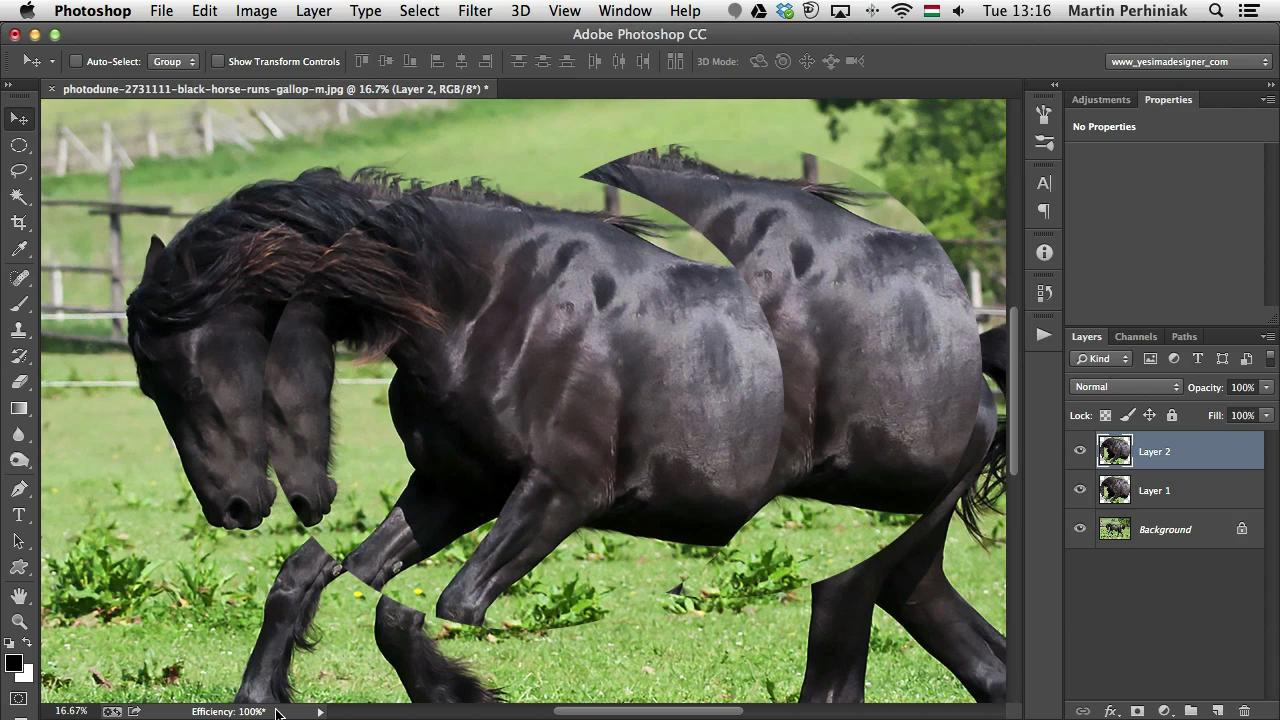 Photoshop File Edit Image Layer Type Select Filter 3D View Window Help Tue 13:16 Martin Perhiniak
Adobe Photoshop CC
Auto-Select: Group Show Transform Controls 3D Mode: www_yesimadesigner_com
photodune-2731111-black-horse-runs-gallop-m.jpg @ 16.7% (Layer 2, RGB/8*) *
Adjustments Properties
No Properties
Layers Channels Paths
Kind
Normal Opacity: 100%
Lock: Fill: 100%
Layer 2
Layer 1
Background
16.67% Efficiency: 100%*